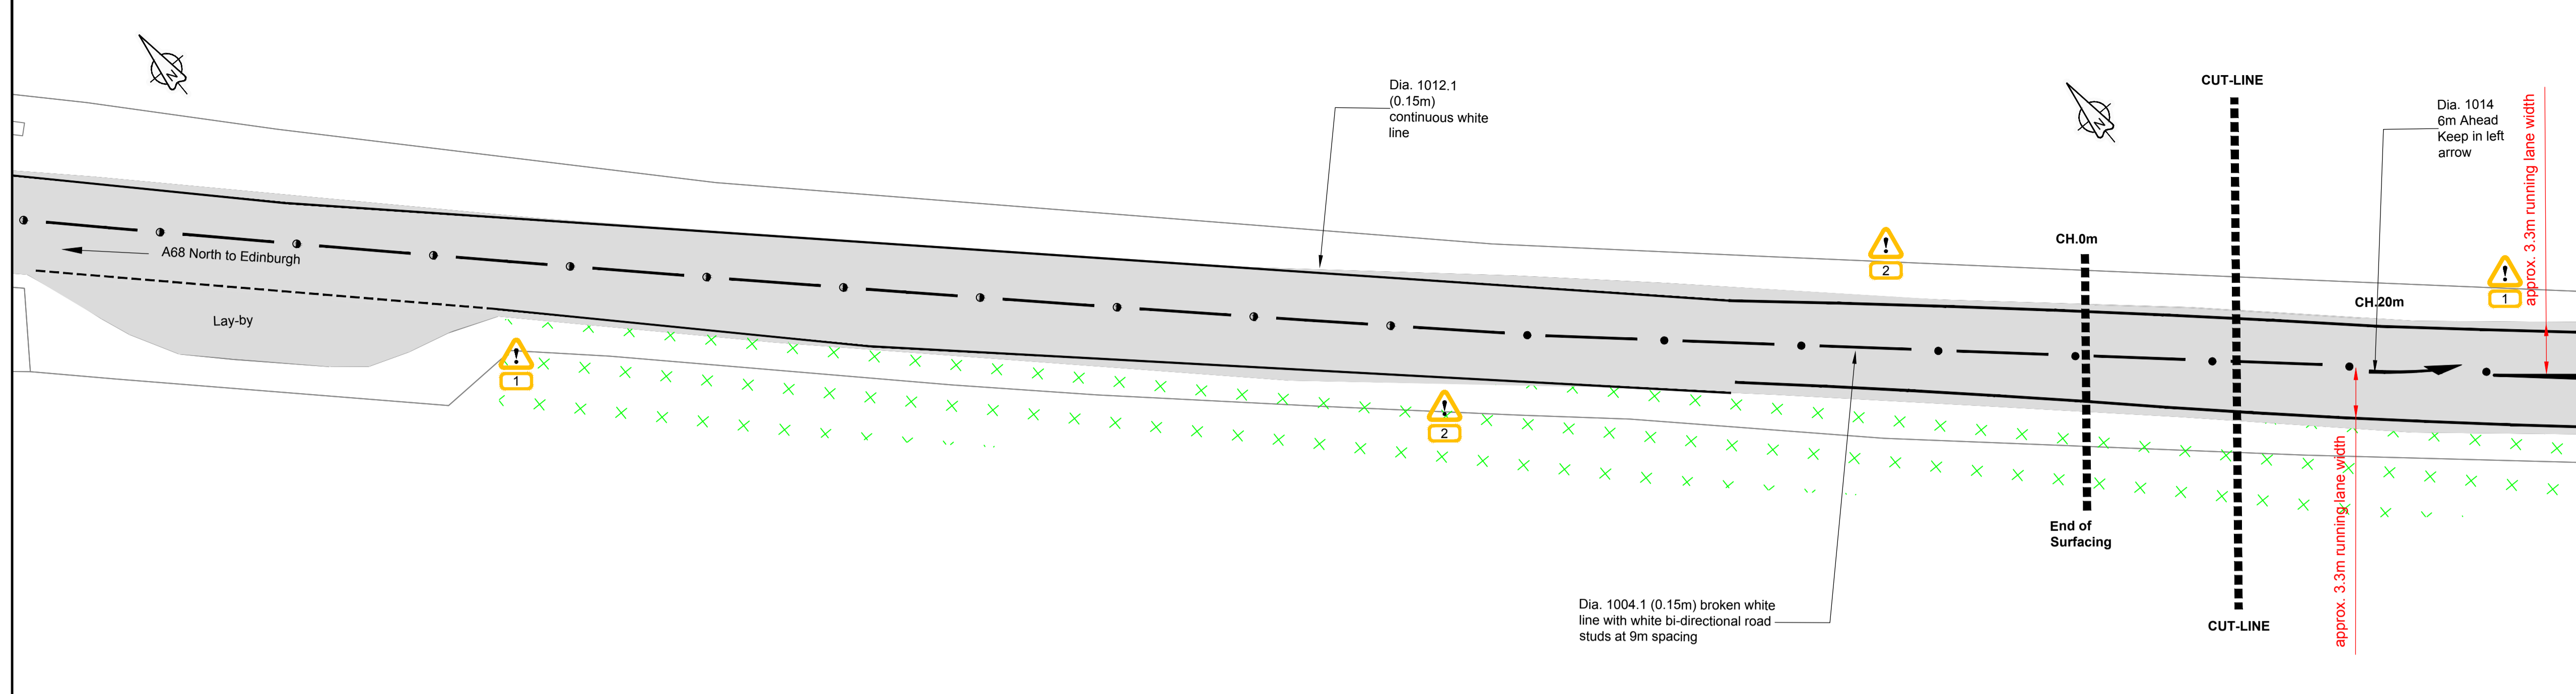 N
Dia. 1012.1
(0.15m)
continuous white
line
N
CUT-LINE
Dia. 1014
6m Ahead
Keep in left
arrow
approx. 3.3m running lane width
A68 North to Edinburgh
Lay-by
!
1
!
2
!
2
CH.0m
!
1
CH.20m
End of
Surfacing
approx. 3.3m running lane width
Dia. 1004.1 (0.15m) broken white
line with white bi-directional road
studs at 9m spacing
CUT-LINE